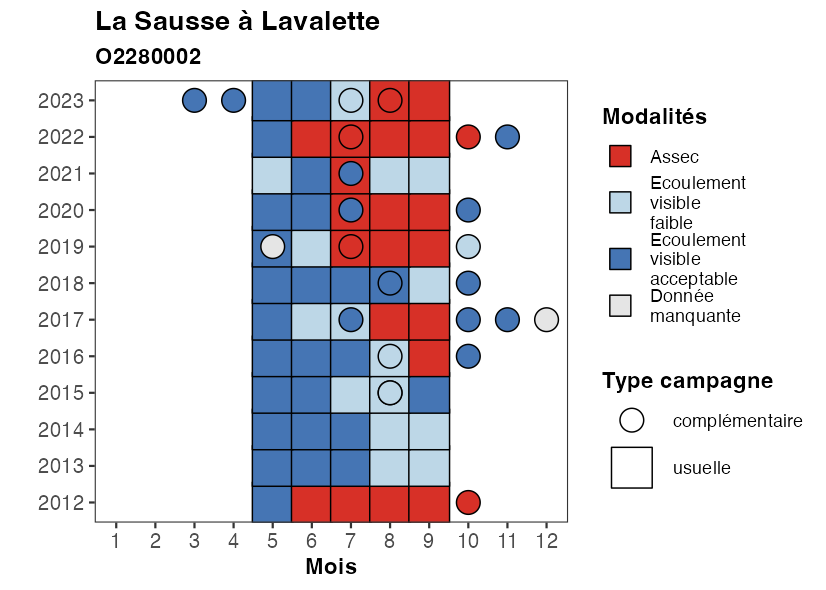 La Sausse à Lavalette
O2280002
2023
2022
2021
2020
2019
2018
2017
2016
2015
2014
2013
2012
1 2 3 4 5 6 7 8 9 10 11 12
Mois
Modalités
Assec
Ecoulement
visible
faible
Ecoulement
visible
acceptable
Donnée
manquante
Type campagne
complémentaire
usuelle